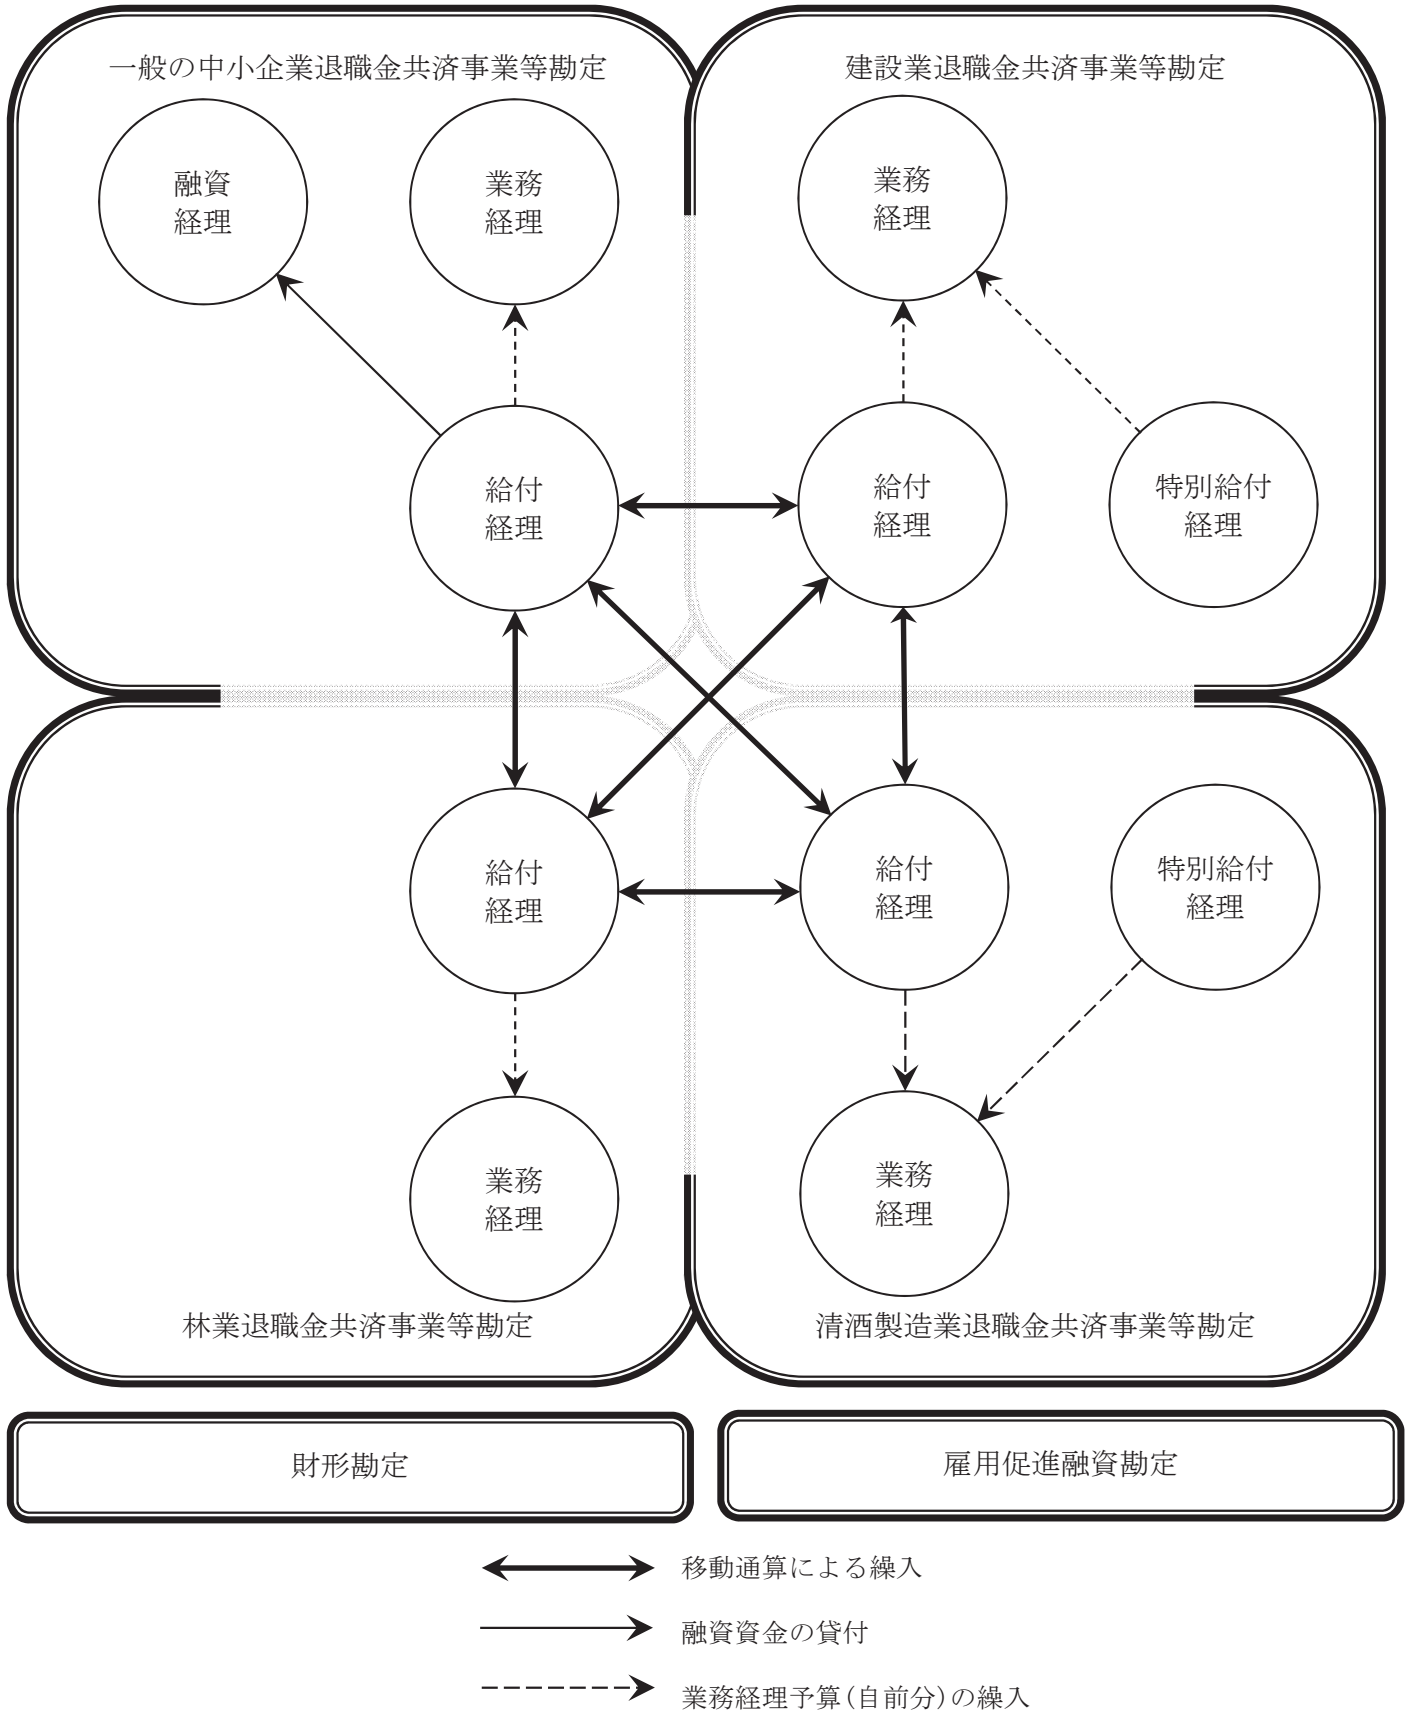 一般の中小企業退職金共済事業等勘定
融資
経理
業務
経理
給付
経理
建設業退職金共済事業等勘定
業務
経理
給付
経理
特別給付
経理
給付
経理
業務
経理
林業退職金共済事業等勘定
給付
経理
特別給付
経理
業務
経理
清酒製造業退職金共済事業等勘定
財形勘定
雇用促進融資勘定
移動通算による繰入
融資資金の貸付
業務経理予算(自前分)の繰入